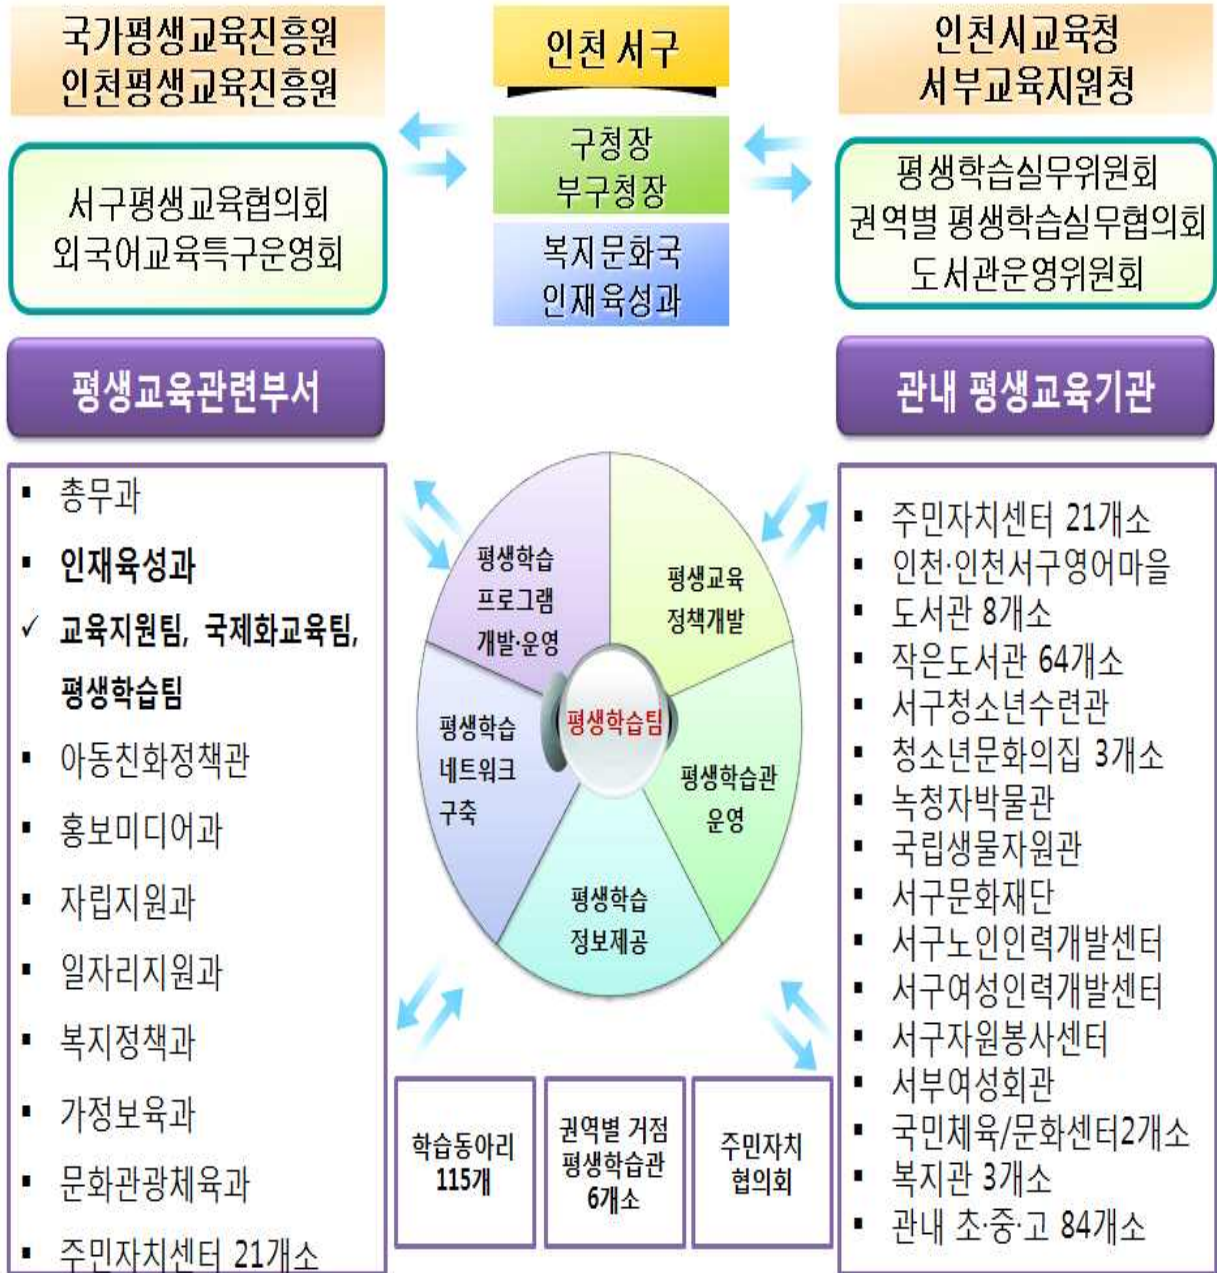 국가평생교육진흥원
인천평생교육진흥원
인천 서구
인천시교육청
서부교육지원청
구청장
부구청장
복지문화국
인재육성과
서구평생교육협의회
외국어교육특구운영회
평생학습실무위원회
권역별 평생학습실무협의회
도서관운영위원회
평생교육관련부서
관내 평생교육기관
▪ 총무과
▪ 인재육성과
✓ 교육지원팀, 국제화교육팀,
평생학습팀
▪ 아동친화정책관
▪ 홍보미디어과
▪ 자립지원과
▪ 일자리지원과
▪ 복지정책과
▪ 가정보육과
▪ 문화관광체육과
▪ 주민자치센터 21개소
평생학습
프로그램
개발·운영
평생교육
정책개발
평생학습
네트워크
구축
평생학습팀
평생학습관
운영
평생학습
정보제공
학습동아리
115개
권역별 거점
평생학습관
6개소
주민자치
협의회
▪ 주민자치센터 21개소
▪ 인천·인천서구영어마을
▪ 도서관 8개소
▪ 작은도서관 64개소
▪ 서구청소년수련관
▪ 청소년문화의집 3개소
▪ 녹청자박물관
▪ 국립생물자원관
▪ 서구문화재단
▪ 서구노인인력개발센터
▪ 서구여성인력개발센터
▪ 서구자원봉사센터
▪ 서부여성회관
▪ 국민체육/문화센터2개소
▪ 복지관 3개소
▪ 관내 초·중·고 84개소